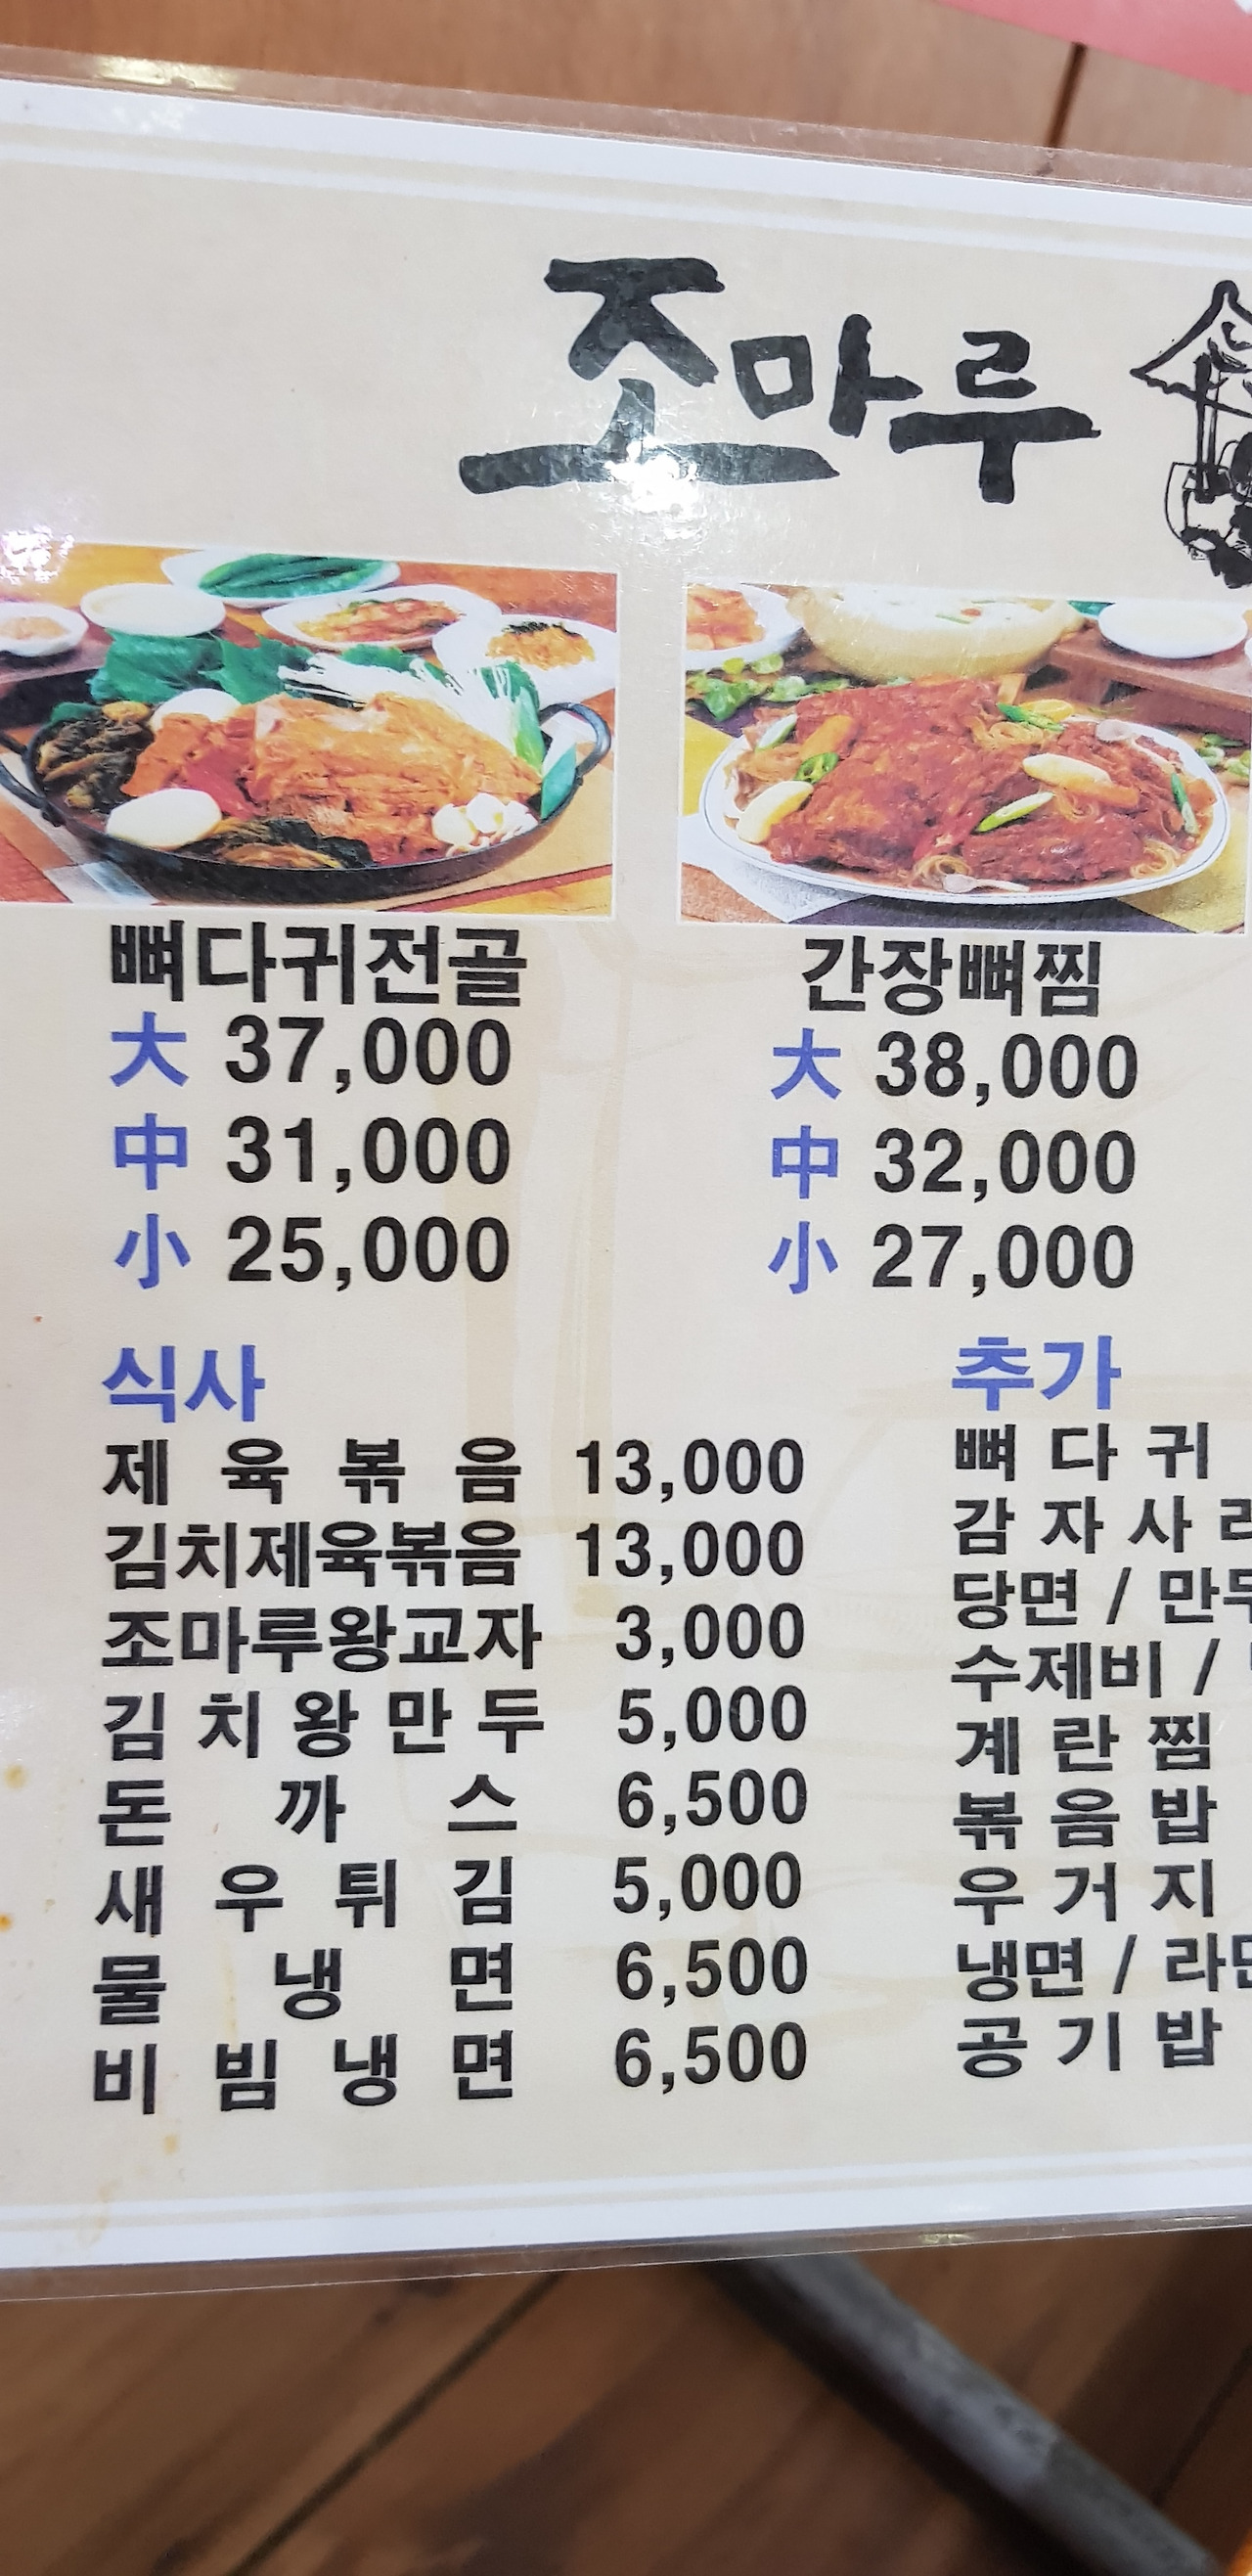 조마루
뼈다귀전골
大 37,000
中 31,000
小 25,000
간장뼈찜
大 38,000
中 32,000
小 27,000
식사
제육볶음 13,000
김치제육볶음 13,000
조마루왕교자 3,000
김치왕만두 5,000
돈까스 6,500
새우튀김 5,000
물냉면 6,500
비빔냉면 6,500
추가
뼈다귀
감자사
당면 /
수제비 /
계란찜
볶음밥
우거지
냉면 /
공기밥